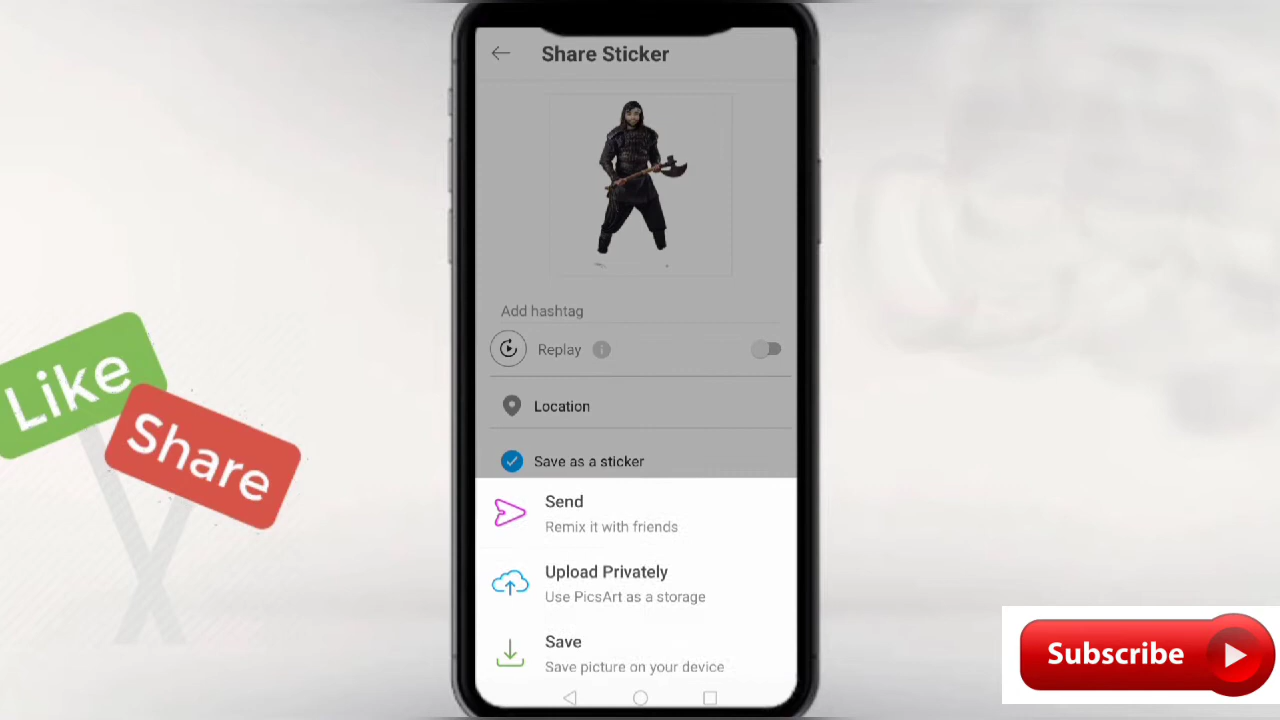 Share Sticker
Add hashtag
Replay
Location
Save as a sticker
Send
Remix it with friends
Upload Privately
Use PicsArt as a storage
Save
Save picture on your device
Like
Share
Subscribe